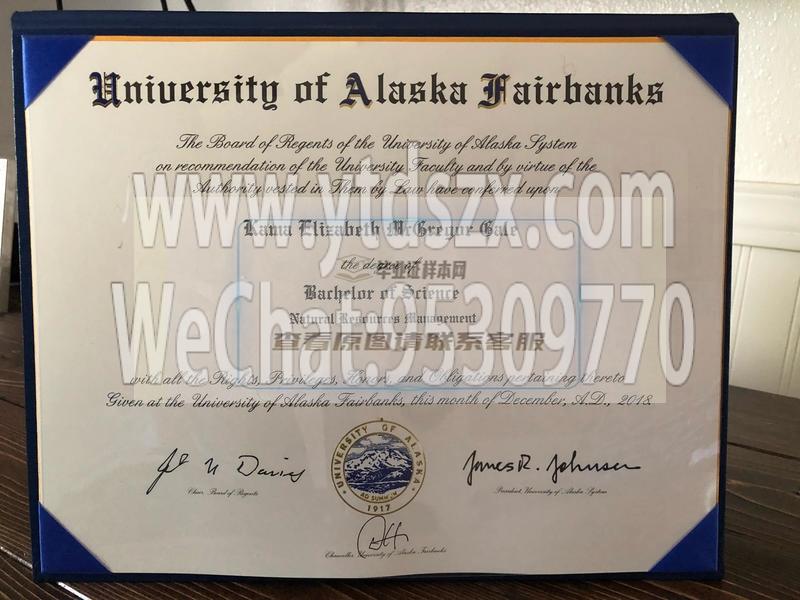 University of Alaska Fairbanks
The Board of Regents of the University of Alaska System
on recommendation of the University Faculty and by virtue of the
Authority vested in Them by Law have conferred upon
www.ytdszx.com
Kama Elizabeth McGregor Gale
the degree of
毕业证样本网
Bachelor of Science
WeChat:95309770
Natural Resources Management
查看原图请联系客服
with all the Rights, Privileges, Honors, and Obligations pertaining thereto
Given at the University of Alaska Fairbanks, this month of December, A.D., 2018.
UNIVERSITY OF ALASKA
AD SUMMUM
1917
James R. Johnsen
Chair, Board of Regents
President, University of Alaska System
Chancellor, University of Alaska Fairbanks